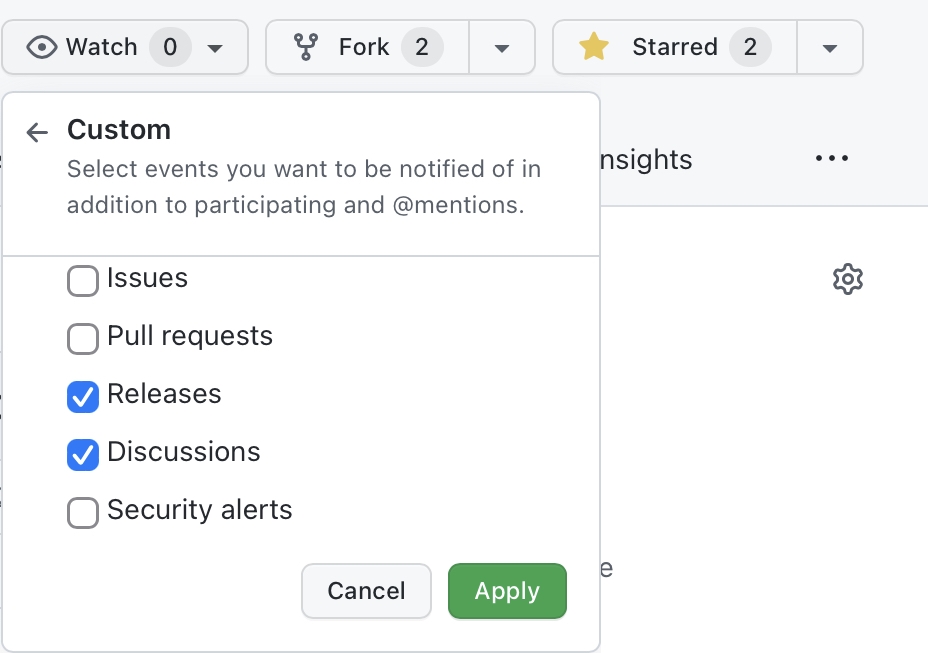 Watch 0
Fork 2
Starred 2
Custom
Select events you want to be notified of in
addition to participating and @mentions.
nsights
Issues
Pull requests
Releases
Discussions
Security alerts
Cancel
Apply
e